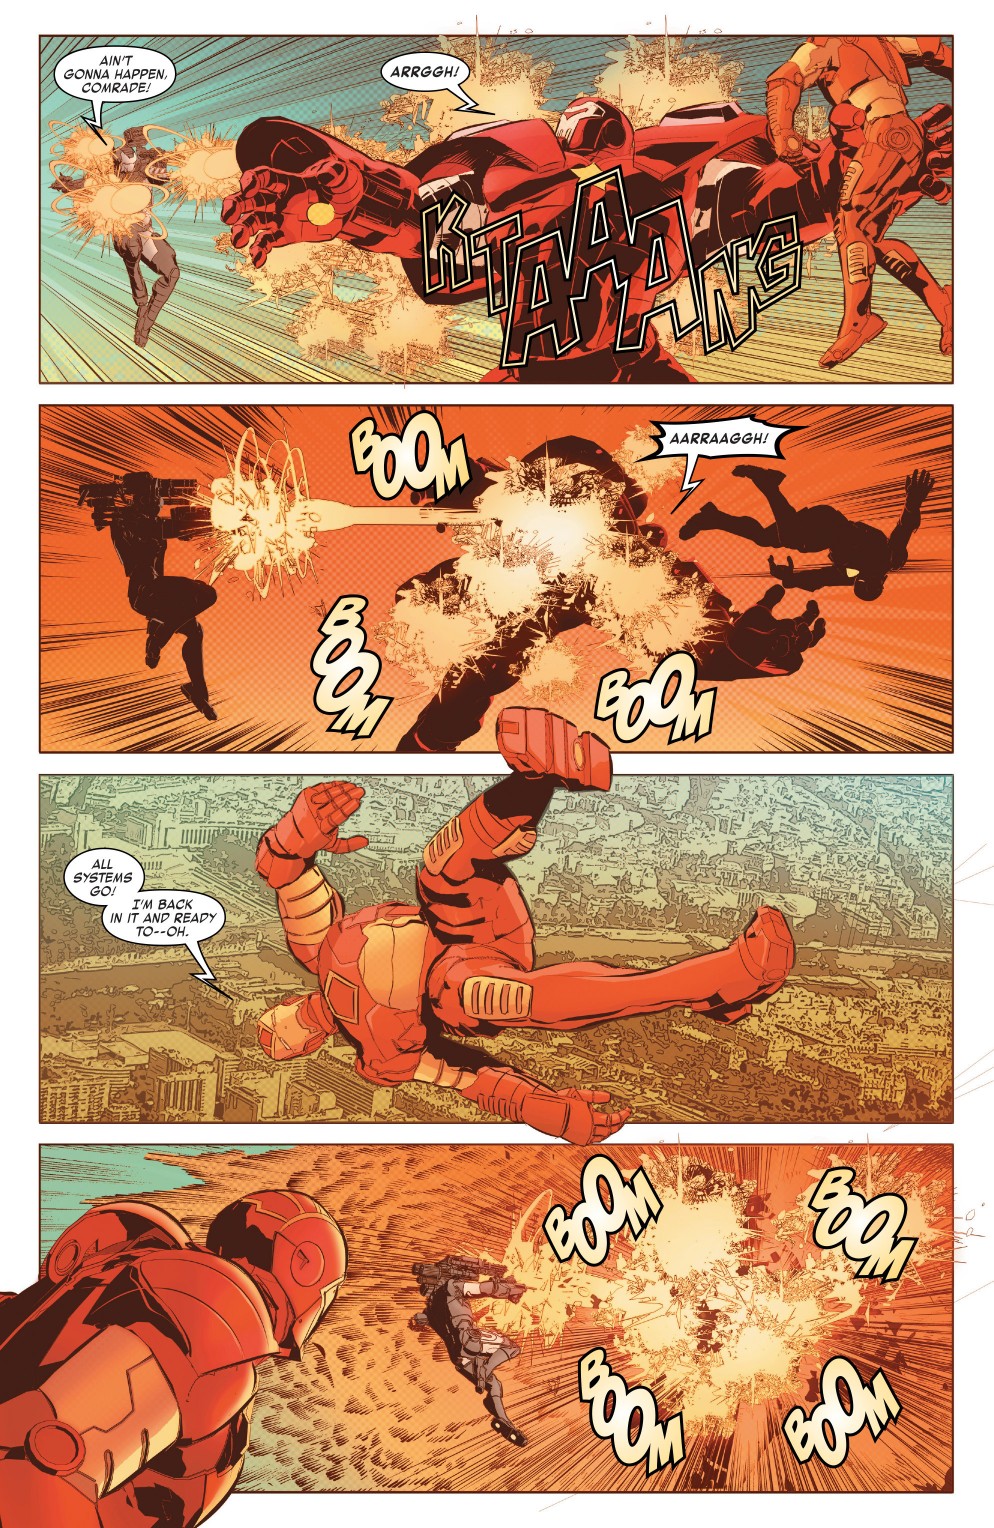 AIN'T
GONNA HAPPEN,
COMRADE!
ARRGGH!
KTAAAANG
BOOM
AARRAAGGH!
BOOM
BOOM
ALL
SYSTEMS
GO!
I'M BACK
IN IT AND READY
TO--OH.
BOOM
BOOM
BOOM
BOOM